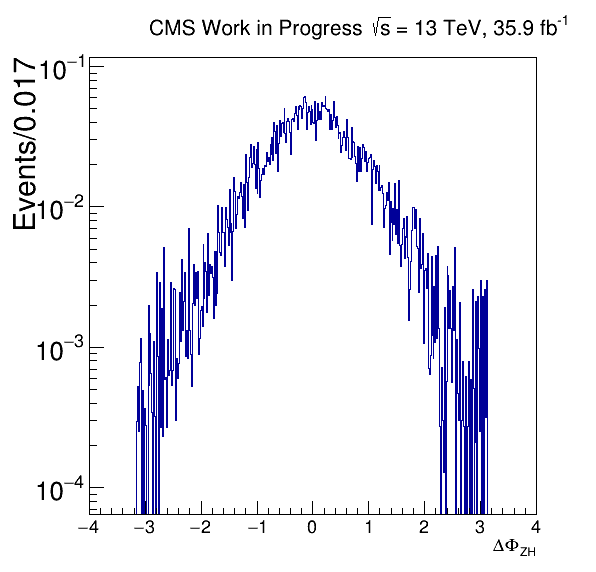 CMS Work in Progress √s = 13 TeV, 35.9 fb⁻¹
Events/0.017
10⁻¹
10⁻²
10⁻³
10⁻⁴
−4 −3 −2 −1 0 1 2 3 4
ΔΦ_ZH